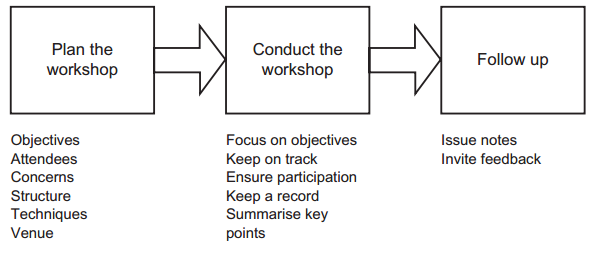 Plan the
workshop
Conduct the
workshop
Follow up
Objectives
Attendees
Concerns
Structure
Techniques
Venue
Focus on objectives
Keep on track
Ensure participation
Keep a record
Summarise key
points
Issue notes
Invite feedback